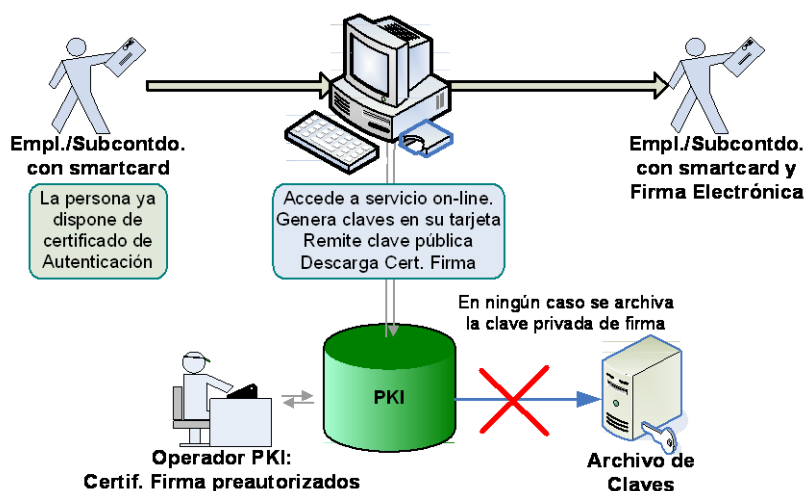 Empl./Subcontdo.
con smartcard
La persona ya
dispone de
certificado de
Autenticación
Accede a servicio on-line.
Genera claves en su tarjeta
Remite clave pública
Descarga Cert. Firma
Empl./Subcontdo.
con smartcard y
Firma Electrónica
En ningún caso se archiva
la clave privada de firma
PKI
Operador PKI:
Certif. Firma preautorizados
Archivo de
Claves